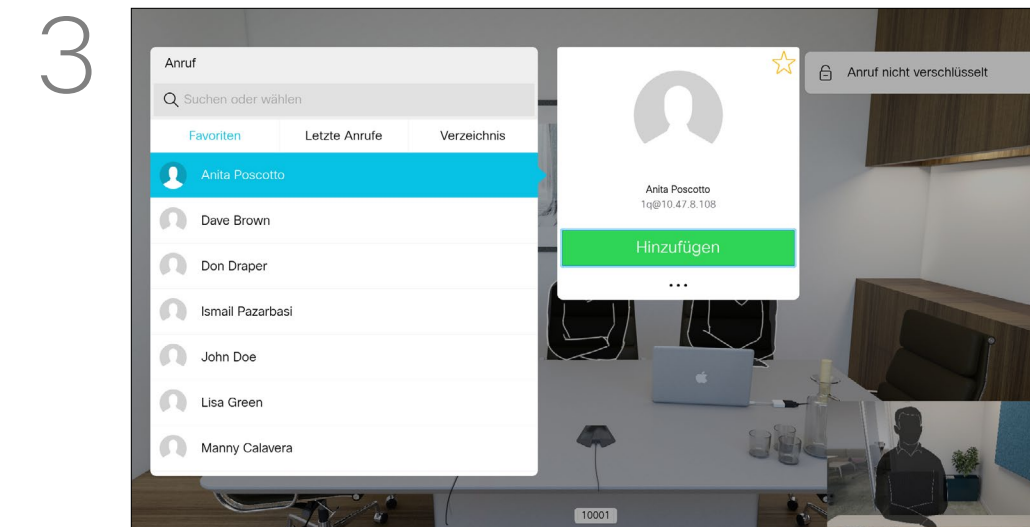 3
Anruf
Suchen oder wählen
Favoriten Letzte Anrufe Verzeichnis
Anita Poscotto
Dave Brown
Don Draper
Ismail Pazarbasi
John Doe
Lisa Green
Manny Calavera
Anita Poscotto
1q@10.47.8.108
Hinzufügen
Anruf nicht verschlüsselt
10001